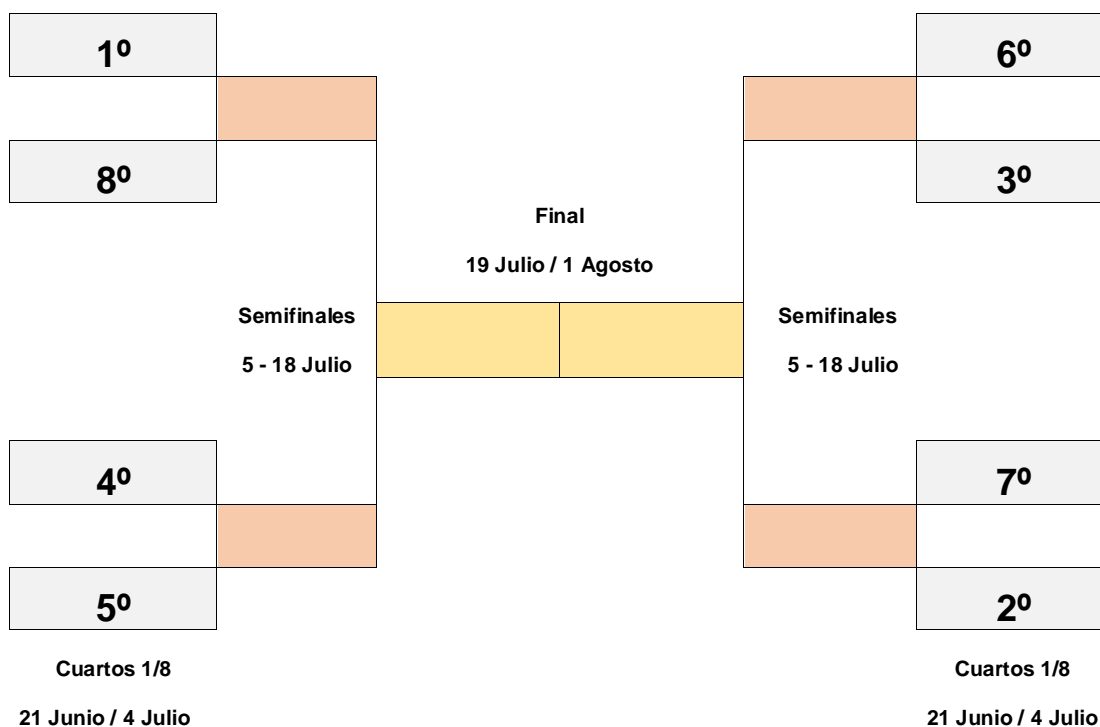 1º
6º
8º
3º
Final
19 Julio / 1 Agosto
Semifinales
5 - 18 Julio
Semifinales
5 - 18 Julio
4º
7º
5º
2º
Cuartos 1/8
21 Junio / 4 Julio
Cuartos 1/8
21 Junio / 4 Julio